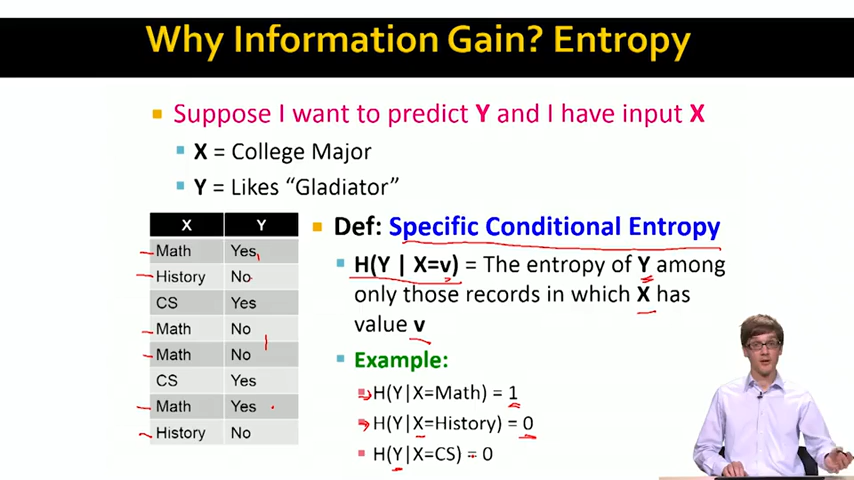 Why Information Gain? Entropy
Suppose I want to predict Y and I have input X
X = College Major
Y = Likes “Gladiator”
X Y
Math Yes
History No
CS Yes
Math No
Math No
CS Yes
Math Yes
History No
Def: Specific Conditional Entropy
H(Y | X=v) = The entropy of Y among
only those records in which X has
value v
Example:
H(Y|X=Math) = 1
H(Y|X=History) = 0
H(Y|X=CS) = 0